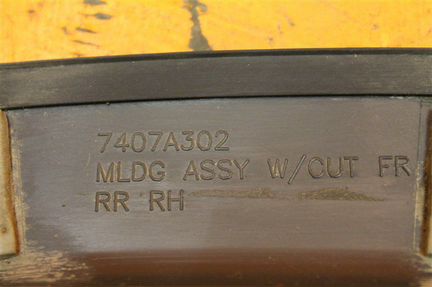 7407A302
MLDG ASSY W/CUT FR
RR RH